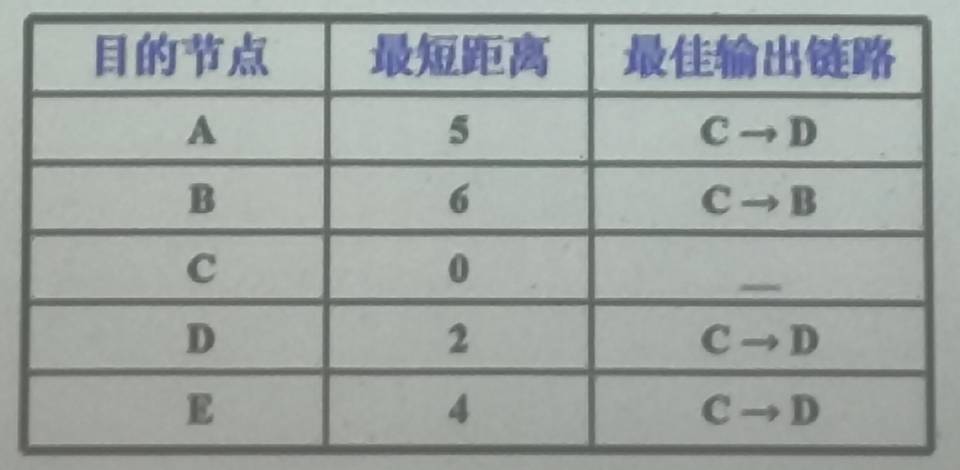 目的节点 最短距离 最佳输出链路
A 5 C→D
B 6 C→B
C 0 —
D 2 C→D
E 4 C→D